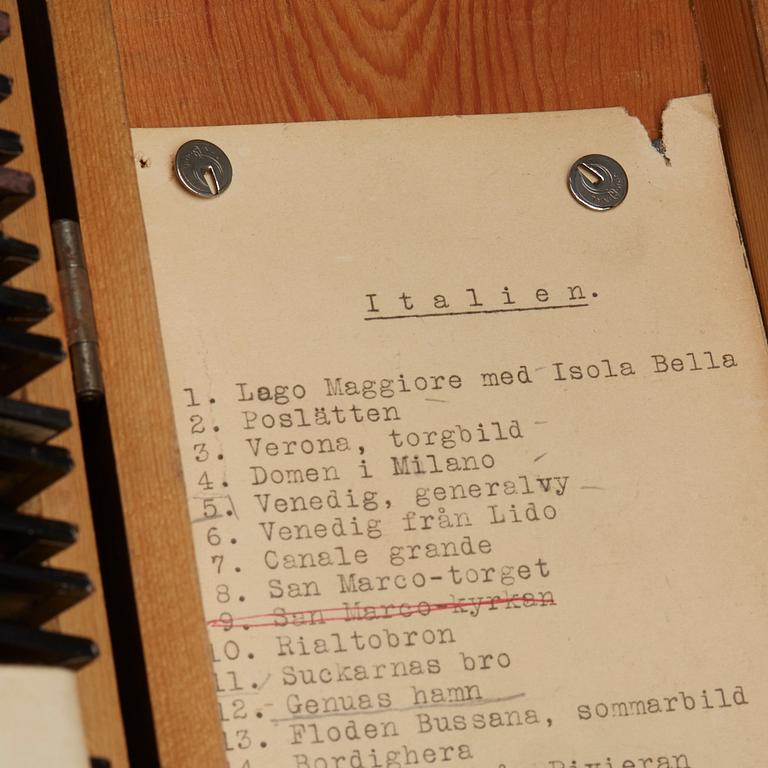 Italien.
1. Lago Maggiore med Isola Bella
2. Poslätten
3. Verona, torgbild
4. Domen i Milano
5. Venedig, generalvy
6. Venedig från Lido
7. Canale grande
8. San Marco-torget
9. San Marco-kyrkan
10. Rialtobron
11. Suckarnas bro
12. Genuas hamn
13. Floden Bussana, sommarbild
Bordighera
Rivieran